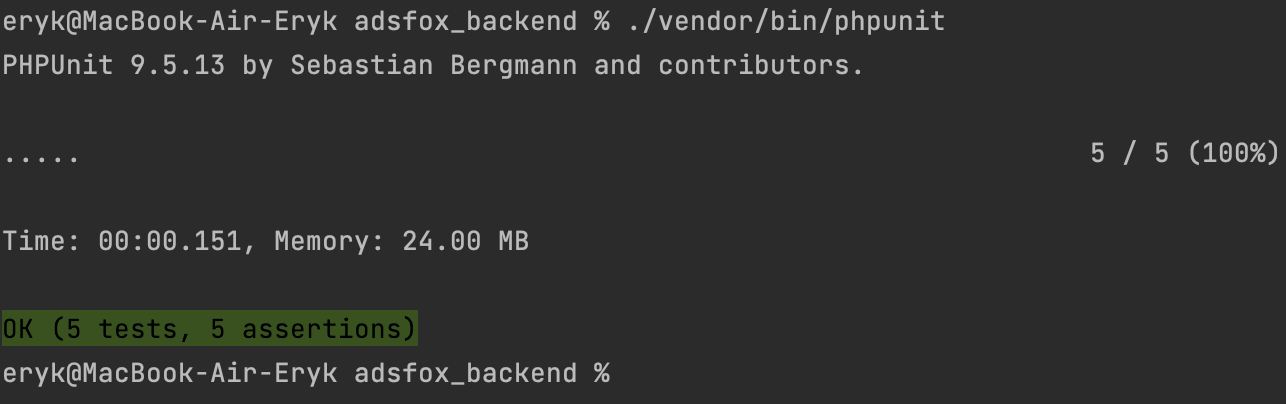 eryk@MacBook-Air-Eryk adsfox_backend % ./vendor/bin/phpunit
PHPUnit 9.5.13 by Sebastian Bergmann and contributors.
..... 5 / 5 (100%)
Time: 00:00.151, Memory: 24.00 MB
OK (5 tests, 5 assertions)
eryk@MacBook-Air-Eryk adsfox_backend %